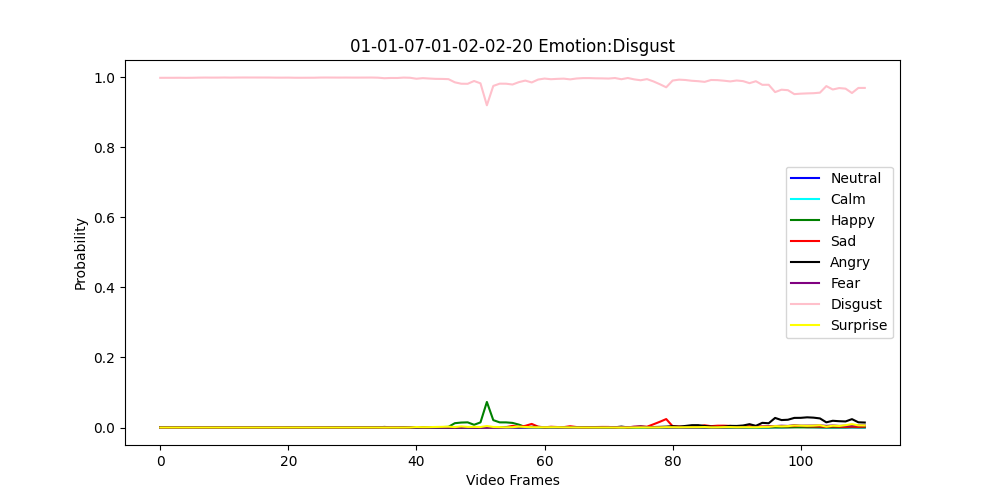 01-01-07-01-02-02-20 Emotion:Disgust
1.0
0.8
0.6
0.4
0.2
0.0
Probability
Neutral
Calm
Happy
Sad
Angry
Fear
Disgust
Surprise
0 20 40 60 80 100
Video Frames